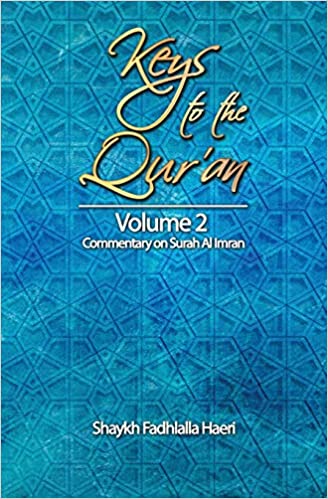 Keys
to the
Qur'an
Volume 2
Commentary on Surah Al Imran
Shaykh Fadhlalla Haeri